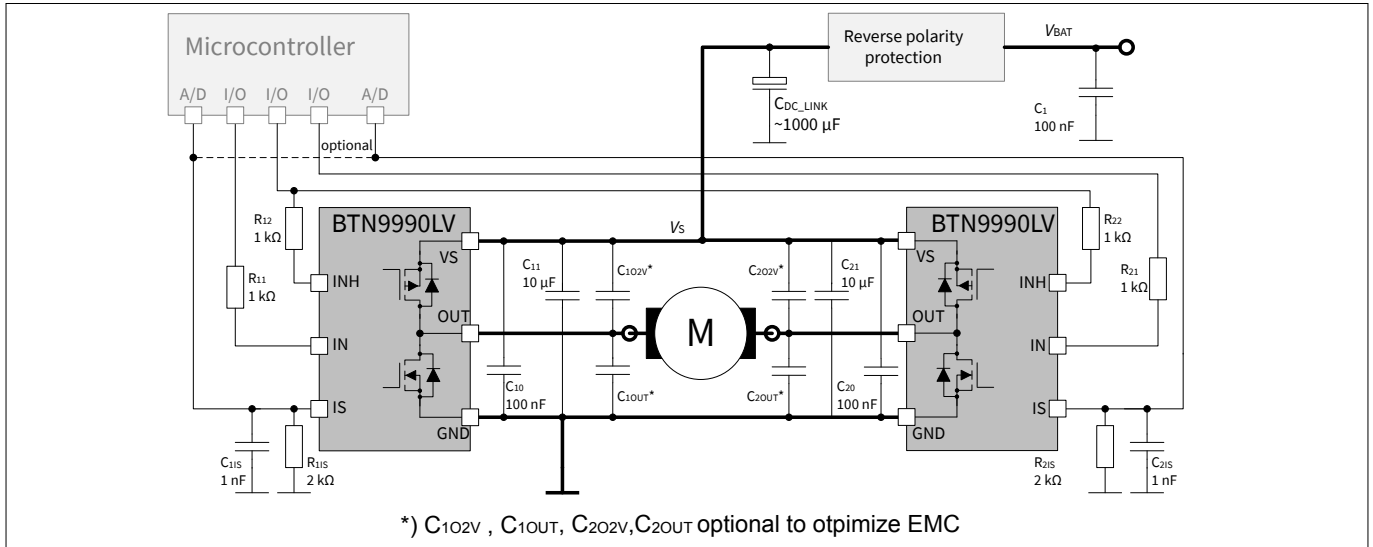 Microcontroller
A/D I/O I/O I/O A/D
optional
Reverse polarity
protection
VBAT
CDC_LINK
~1000 µF
C1
100 nF
R12
1 kΩ
R11
1 kΩ
BTN9990LV
VS
INH
OUT
IN
IS
GND
C1IS
1 nF
R1IS
2 kΩ
VS
C11
10 µF
C1O2V*
C10
100 nF
C1OUT*
M
C2O2V*
C21
10 µF
C2OUT*
C20
100 nF
BTN9990LV
VS
INH
OUT
IN
IS
GND
R22
1 kΩ
R21
1 kΩ
R2IS
2 kΩ
C2IS
1 nF
*) C1O2V , C1OUT, C2O2V,C2OUT optional to otpimize EMC